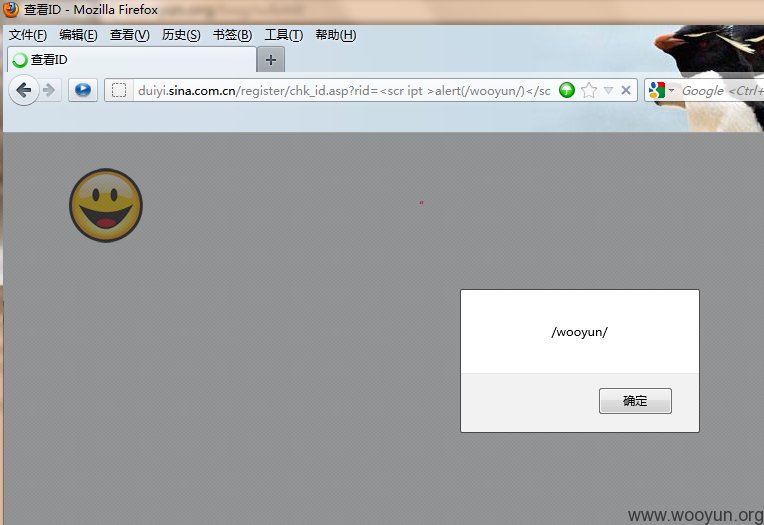 查看ID - Mozilla Firefox
文件(F) 编辑(E) 查看(V) 历史(S) 书签(B) 工具(T) 帮助(H)
查看ID
duiyi.sina.com.cn/register/chk_id.asp?rid=<scr ipt >alert(/wooyun/)</sc
Google <Ctrl+
“
/wooyun/
确定
www.wooyun.org